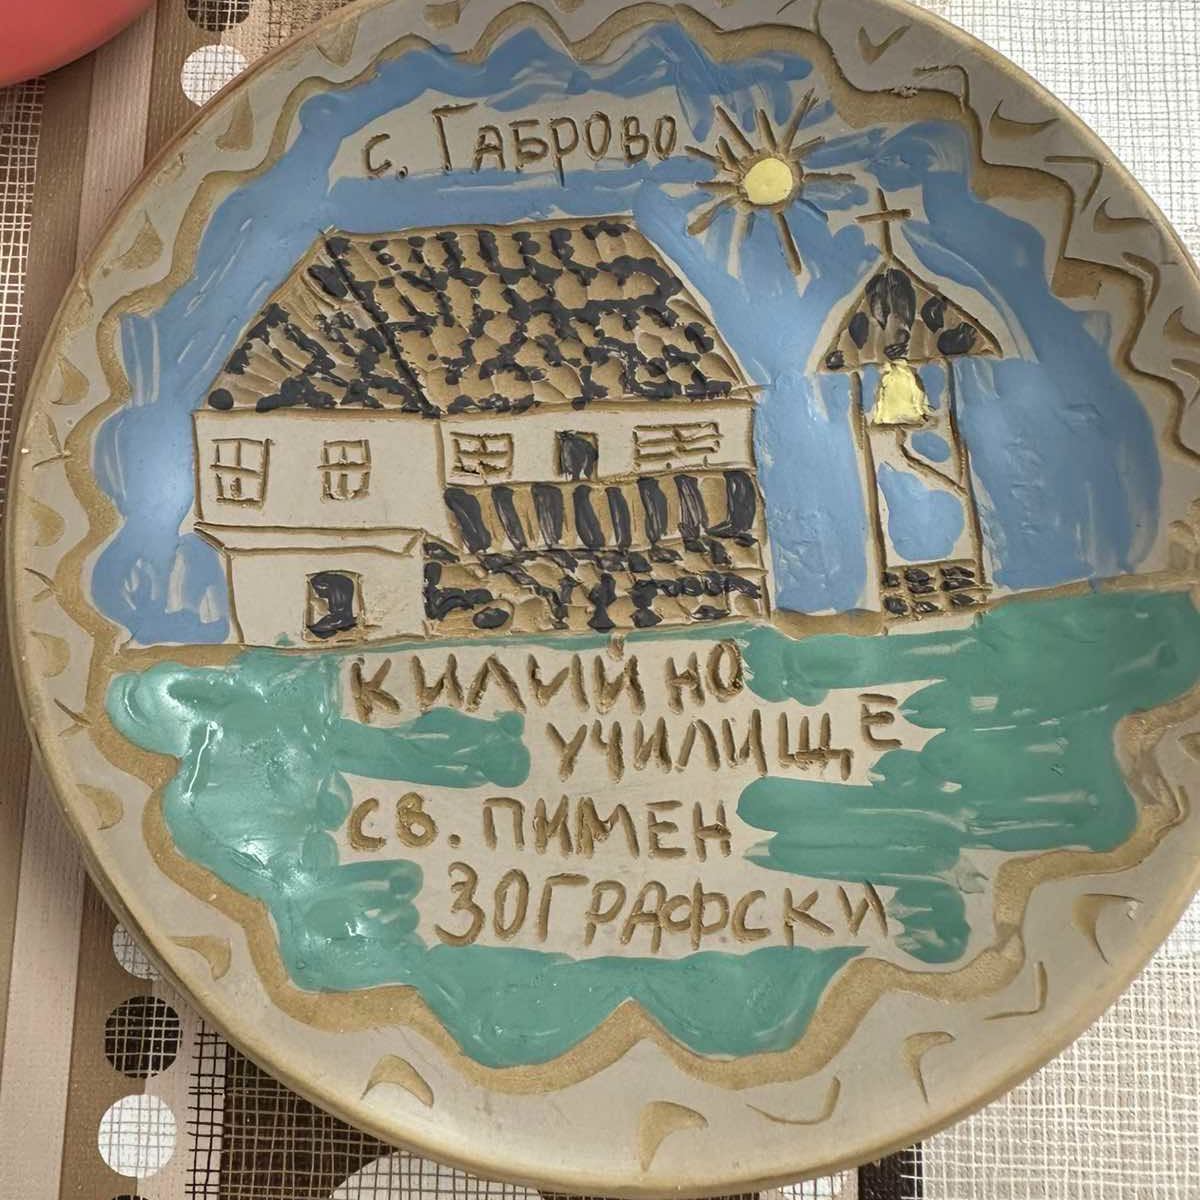 с. ГАБРОВО
КИЛИЙНО
УЧИЛИЩЕ
СВ. ПИМЕН
ЗОГРАФСКИ